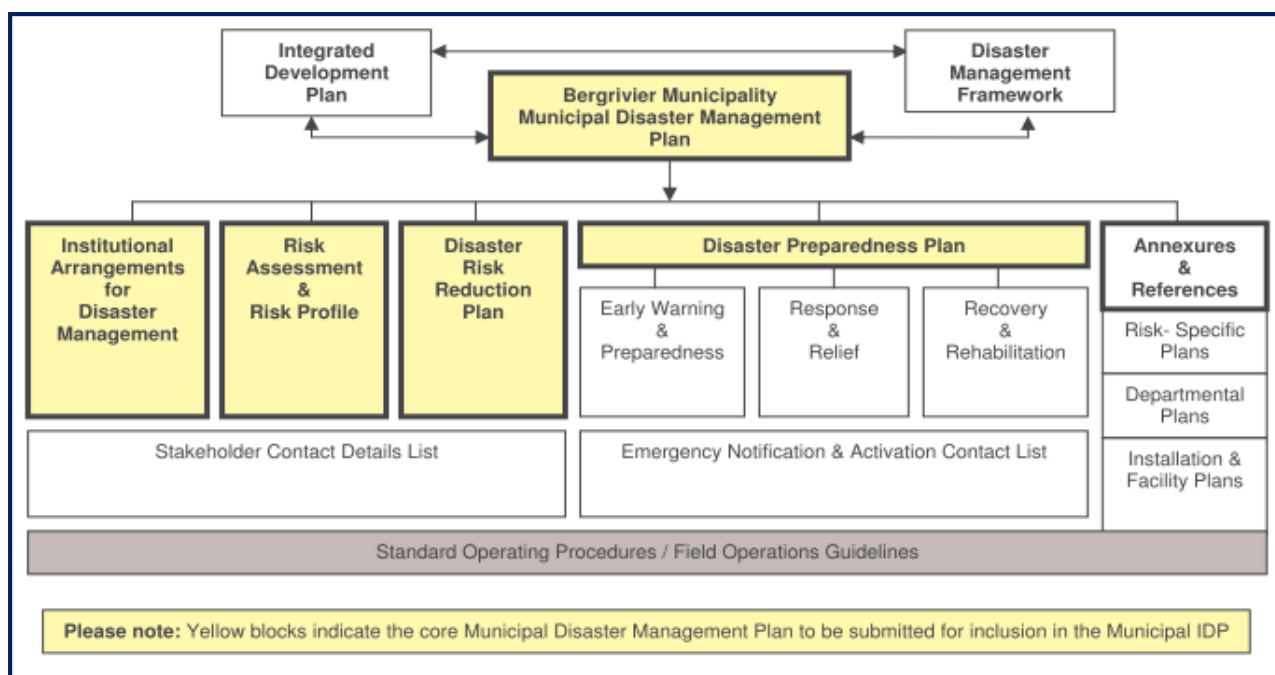 Integrated
Development
Plan
Disaster
Management
Framework
Bergrivier Municipality
Municipal Disaster Management
Plan
Institutional
Arrangements
for
Disaster
Management
Risk
Assessment
&
Risk Profile
Disaster
Risk
Reduction
Plan
Disaster Preparedness Plan
Early Warning
&
Preparedness
Response
&
Relief
Recovery
&
Rehabilitation
Annexures
&
References
Risk- Specific
Plans
Departmental
Plans
Installation &
Facility Plans
Stakeholder Contact Details List
Emergency Notification & Activation Contact List
Standard Operating Procedures / Field Operations Guidelines
Please note: Yellow blocks indicate the core Municipal Disaster Management Plan to be submitted for inclusion in the Municipal IDP